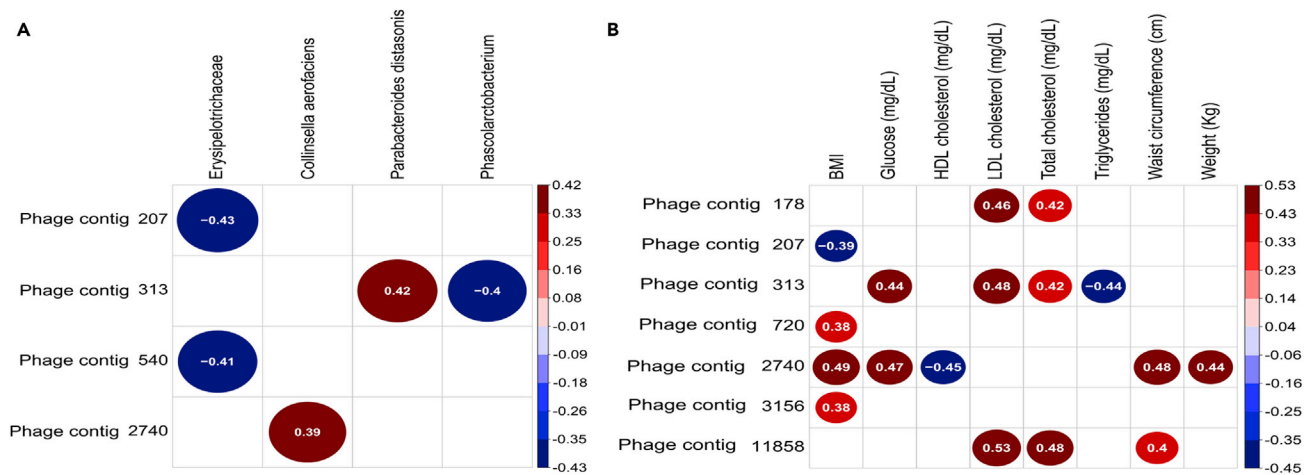 A
Erysipelotrichaceae
Collinsella aerofaciens
Parabacteroides distasonis
Phascolarctobacterium
Phage contig 207
−0.43
Phage contig 313
0.42 −0.4
Phage contig 540
−0.41
Phage contig 2740
0.39
0.42
0.33
0.25
0.16
0.08
−0.01
−0.09
−0.18
−0.26
−0.35
−0.43
B
BMI
Glucose (mg/dL)
HDL cholesterol (mg/dL)
LDL cholesterol (mg/dL)
Total cholesterol (mg/dL)
Triglycerides (mg/dL)
Waist circumference (cm)
Weight (Kg)
Phage contig 178
0.46 0.42
Phage contig 207
−0.39
Phage contig 313
0.44 0.48 0.42 −0.44
Phage contig 720
0.38
Phage contig 2740
0.49 0.47 −0.45 0.48 0.44
Phage contig 3156
0.38
Phage contig 11858
0.53 0.48 0.4
0.53
0.43
0.33
0.23
0.14
0.04
−0.06
−0.16
−0.25
−0.35
−0.45